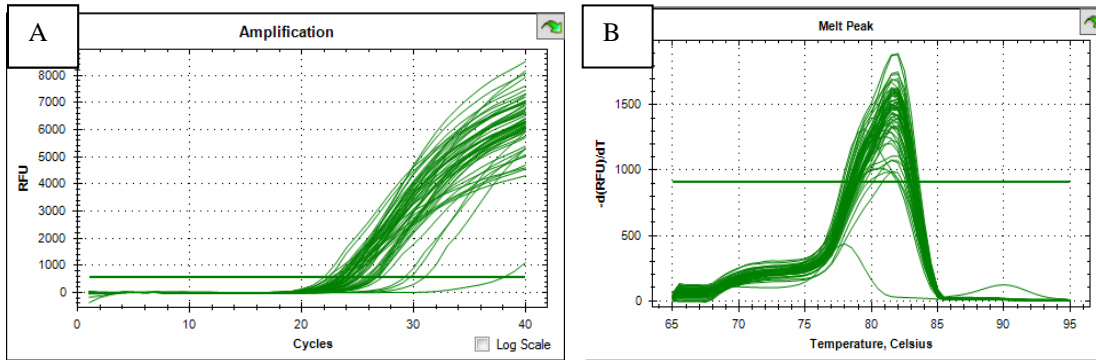 A
Amplification
RFU
8000
7000
6000
5000
4000
3000
2000
1000
0
0
10
20
30
40
Cycles
Log Scale
B
Melt Peak
-d(RFU)/dT
1500
1000
500
0
65
70
75
80
85
90
95
Temperature, Celsius